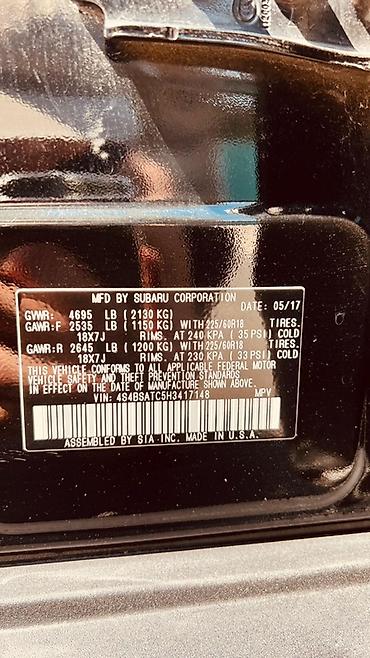 MFD BY SUBARU CORPORATION DATE: 05/17
GVWR: 4695 LB (2130 KG)
GAWR:F 2535 LB (1150 KG) WITH 225/60R18 TIRES.
18X7J RIMS. AT 240 KPA (35 PSI) COLD
GAWR:R 2645 LB (1200 KG) WITH 225/60R18 TIRES.
18X7J RIMS. AT 230 KPA (33 PSI) COLD
THIS VEHICLE CONFORMS TO ALL APPLICABLE FEDERAL MOTOR
VEHICLE SAFETY AND THEFT PREVENTION STANDARDS
IN EFFECT ON THE DATE OF MANUFACTURE SHOWN ABOVE.
VIN: 4S4BSATC5H3417148 MPV
ASSEMBLED BY SIA-INC. MADE IN U.S.A.